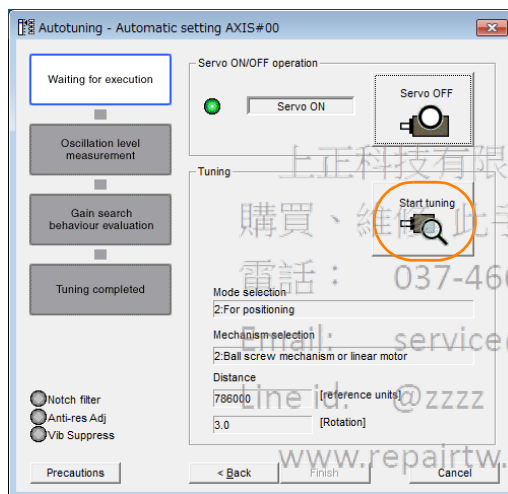 Autotuning - Automatic setting AXIS#00
Waiting for execution
Oscillation level
measurement
Gain search
behaviour evaluation
Tuning completed
Notch filter
Anti-res Adj
Vib Suppress
Precautions
Servo ON/OFF operation
Servo ON
Servo OFF
Tuning
Start tuning
Mode selection
2:For positioning
Mechanism selection
2:Ball screw mechanism or linear motor
Distance
786000 [reference units]
3.0 [Rotation]
< Back
Finish
Cancel
上正科技有限
購買、維修 此手
電話： 037-466
Email: service
Line id: @zzzz
www.repairtw.